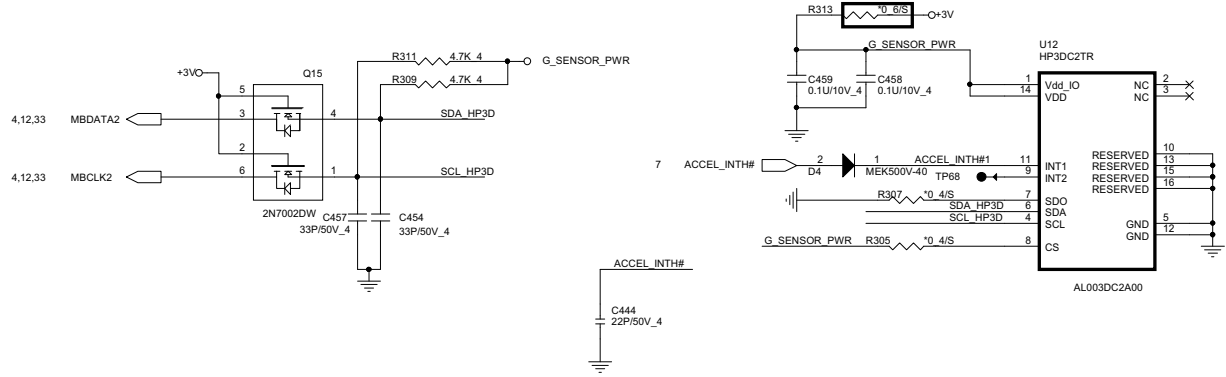 R313 *0_6/S +3V
G_SENSOR_PWR
U12
HP3DC2TR
C459
0.1U/10V_4
C458
0.1U/10V_4
1 Vdd_IO
14 VDD
NC 2
NC 3
RESERVED 10
RESERVED 13
RESERVED 15
RESERVED 16
GND 5
GND 12
11 INT1
9 INT2
7 SDO
6 SDA
4 SCL
8 CS
AL003DC2A00
7 ACCEL_INTH# 2 D4 1 ACCEL_INTH#1
MEK500V-40 TP68
R307 *0_4/S
SDA_HP3D
SCL_HP3D
G_SENSOR_PWR R305 *0_4/S
R311 4.7K_4
R309 4.7K_4
G_SENSOR_PWR
+3V
Q15
5
4,12,33 MBDATA2 3 4 SDA_HP3D
2
4,12,33 MBCLK2 6 1 SCL_HP3D
2N7002DW
C457
33P/50V_4
C454
33P/50V_4
ACCEL_INTH#
C444
22P/50V_4